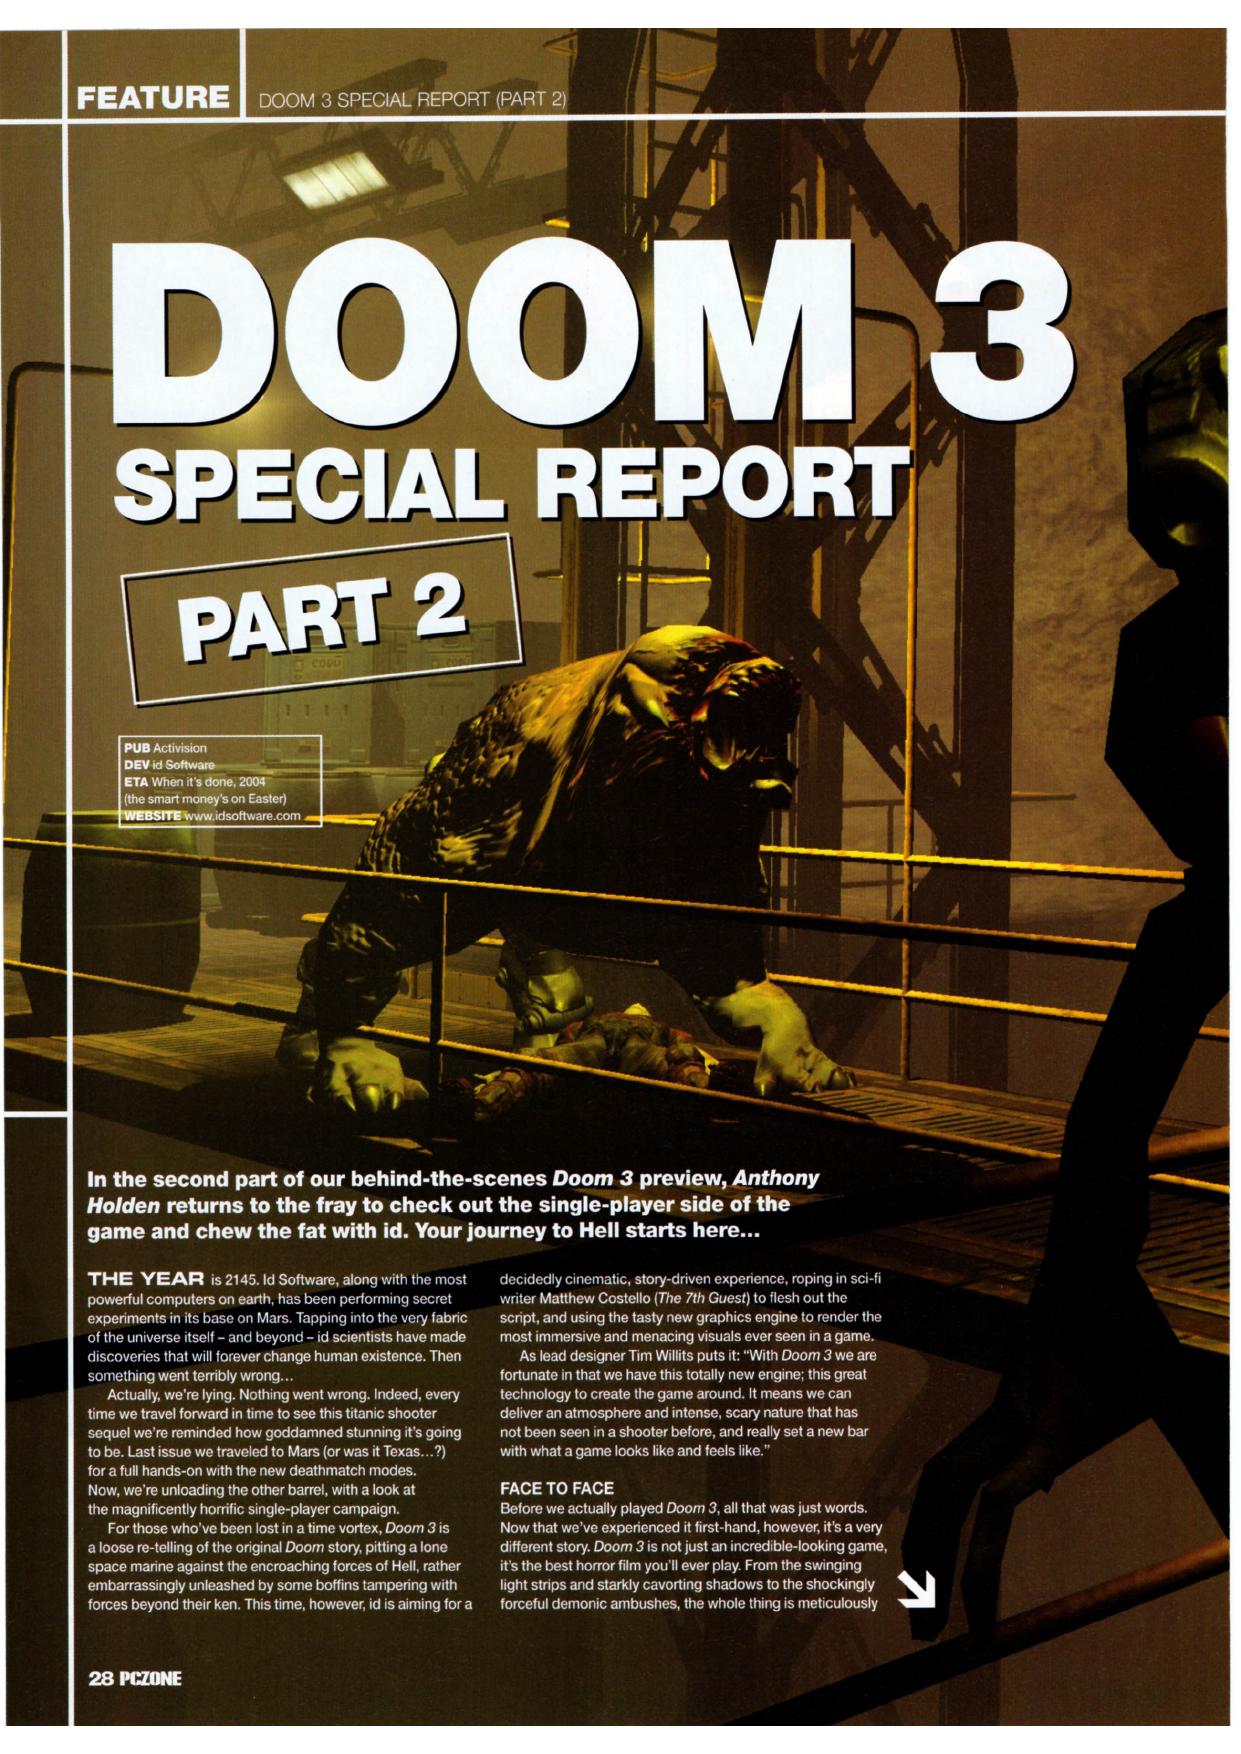 FEATURE
DOOM 3 SPECIAL REPORT (PART 2)
DOOM 3
SPECIAL REPORT
PART 2
PUB Activision
DEV id Software
ETA When it's done, 2004
(the smart money's on Easter)
WEBSITE www.idsoftware.com
In the second part of our behind-the-scenes Doom 3 preview, Anthony
Holden returns to the fray to check out the single-player side of the
game and chew the fat with id. Your journey to Hell starts here...
THE YEAR is 2145. Id Software, along with the most
powerful computers on earth, has been performing secret
experiments in its base on Mars. Tapping into the very fabric
of the universe itself – and beyond – id scientists have made
discoveries that will forever change human existence. Then
something went terribly wrong...
Actually, we're lying. Nothing went wrong. Indeed, every
time we travel forward in time to see this titanic shooter
sequel we're reminded how goddamned stunning it's going
to be. Last issue we traveled to Mars (or was it Texas...?)
for a full hands-on with the new deathmatch modes.
Now, we're unloading the other barrel, with a look at
the magnificently horrific single-player campaign.
For those who've been lost in a time vortex, Doom 3 is
a loose re-telling of the original Doom story, pitting a lone
space marine against the encroaching forces of Hell, rather
embarrassingly unleashed by some boffins tampering with
forces beyond their ken. This time, however, id is aiming for a
decidedly cinematic, story-driven experience, roping in sci-fi
writer Matthew Costello (The 7th Guest) to flesh out the
script, and using the tasty new graphics engine to render the
most immersive and menacing visuals ever seen in a game.
As lead designer Tim Willits puts it: "With Doom 3 we are
fortunate in that we have this totally new engine; this great
technology to create the game around. It means we can
deliver an atmosphere and intense, scary nature that has
not been seen in a shooter before, and really set a new bar
with what a game looks like and feels like."
FACE TO FACE
Before we actually played Doom 3, all that was just words.
Now that we've experienced it first-hand, however, it's a very
different story. Doom 3 is not just an incredible-looking game,
it's the best horror film you'll ever play. From the swinging
light strips and starkly cavorting shadows to the shockingly
forceful demonic ambushes, the whole thing is meticulously
28 PCZONE